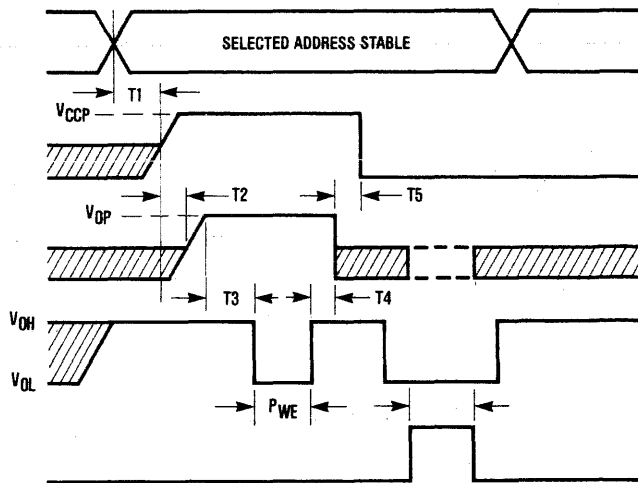 SELECTED ADDRESS STABLE
T1
VCCP
T2
T5
VOP
T3
T4
VOH
VOL
PWE